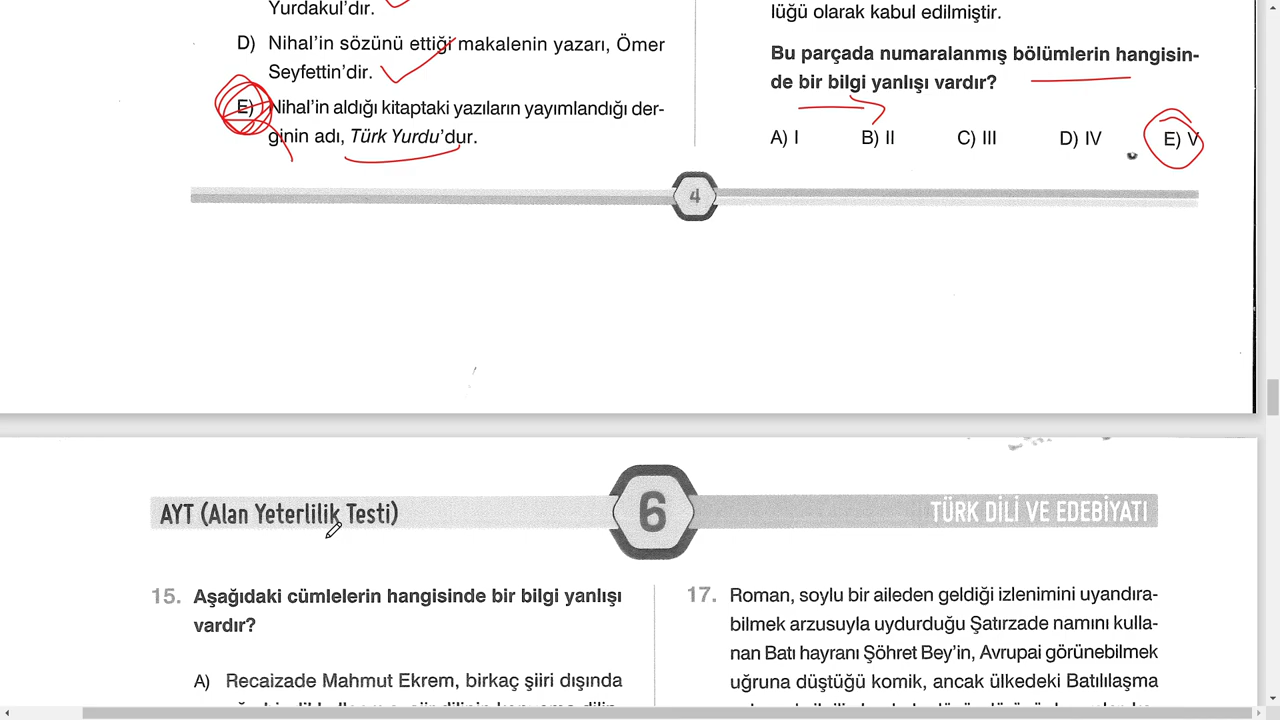 Yurdakul'dır.
D) Nihal'in sözünü ettiği makalenin yazarı, Ömer
Seyfettin'dir.
E) Nihal'in aldığı kitaptaki yazıların yayımlandığı der-
ginin adı, Türk Yurdu'dur.
lüğü olarak kabul edilmiştir.
Bu parçada numaralanmış bölümlerin hangisin-
de bir bilgi yanlışı vardır?
A) I B) II C) III D) IV E) V
4
AYT (Alan Yeterlilik Testi)
6
TÜRK DİLİ VE EDEBİYATI
15. Aşağıdaki cümlelerin hangisinde bir bilgi yanlışı
vardır?
A) Recaizade Mahmut Ekrem, birkaç şiiri dışında
17. Roman, soylu bir aileden geldiği izlenimini uyandıra-
bilmek arzusuyla uydurduğu Şatırzade namını kulla-
nan Batı hayranı Şöhret Bey'in, Avrupai görünebilmek
uğruna düştüğü komik, ancak ülkedeki Batılılaşma